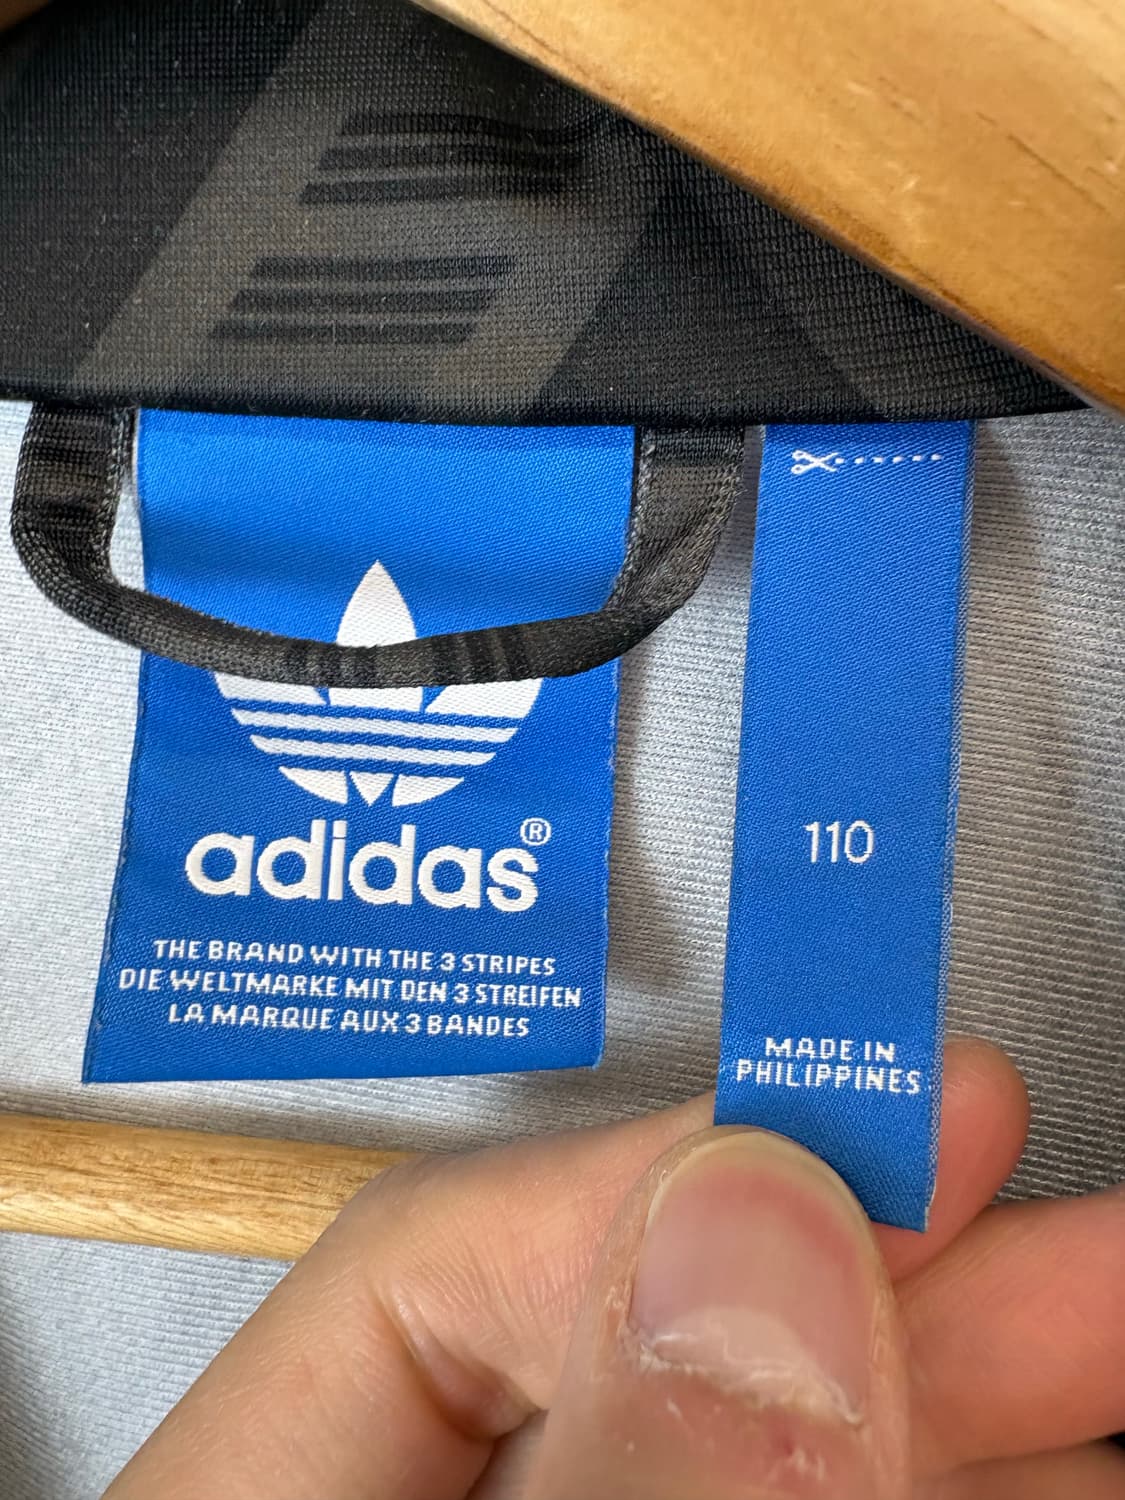 adidas®
THE BRAND WITH THE 3 STRIPES
DIE WELTMARKE MIT DEN 3 STREIFEN
LA MARQUE AUX 3 BANDES
110
MADE IN
PHILIPPINES